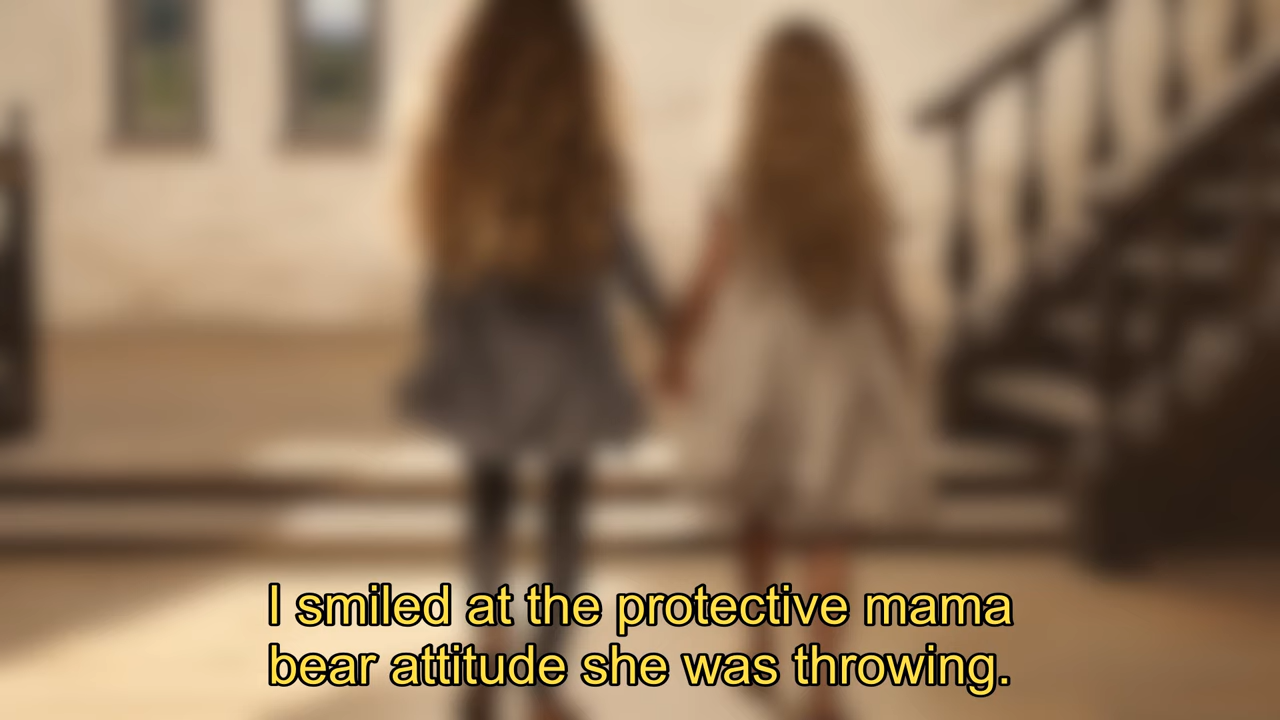 I smiled at the protective mama
bear attitude she was throwing.